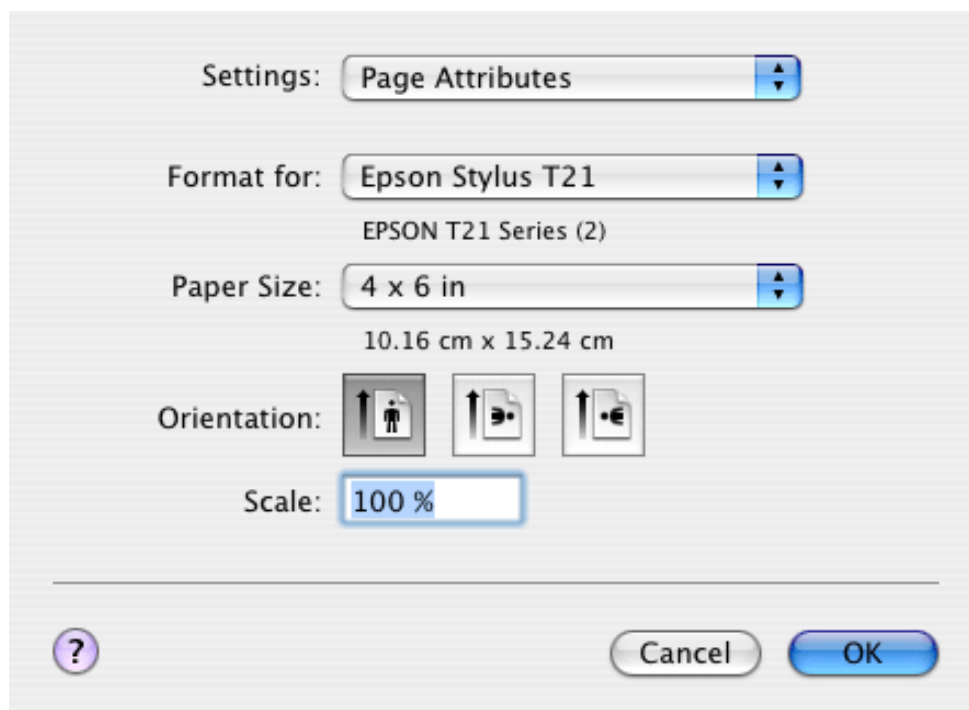 Settings: Page Attributes
Format for: Epson Stylus T21
EPSON T21 Series (2)
Paper Size: 4 x 6 in
10.16 cm x 15.24 cm
Orientation:
Scale: 100 %
? Cancel OK